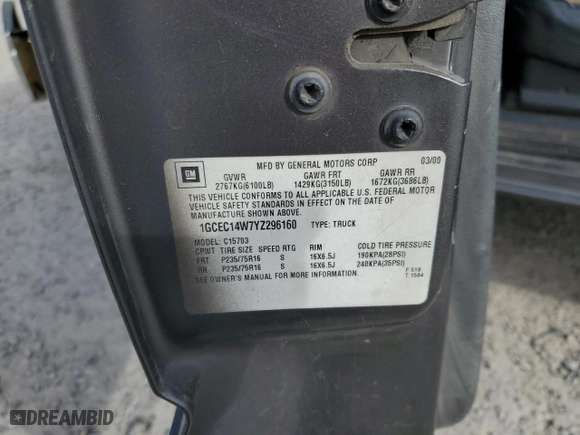 GM
MFD BY GENERAL MOTORS CORP 03/00
GVWR GAWR FRT GAWR RR
2767KG(6100LB) 1429KG(3150LB) 1672KG(3686LB)
THIS VEHICLE CONFORMS TO ALL APPLICABLE U.S. FEDERAL MOTOR
VEHICLE SAFETY STANDARDS IN EFFECT ON THE DATE OF
MANUFACTURE SHOWN ABOVE.
1GCEC14W7YZ296160 TYPE: TRUCK
MODEL: C15703
CPWT TIRE SIZE SPEED RTG RIM COLD TIRE PRESSURE
FRT P235/75R16 S 16X6.5J 190KPA(28PSI)
RR P235/75R16 S 16X6.5J 240KPA(35PSI)
SEE OWNER'S MANUAL FOR MORE INFORMATION. F 518
T 1584
DREAMBID